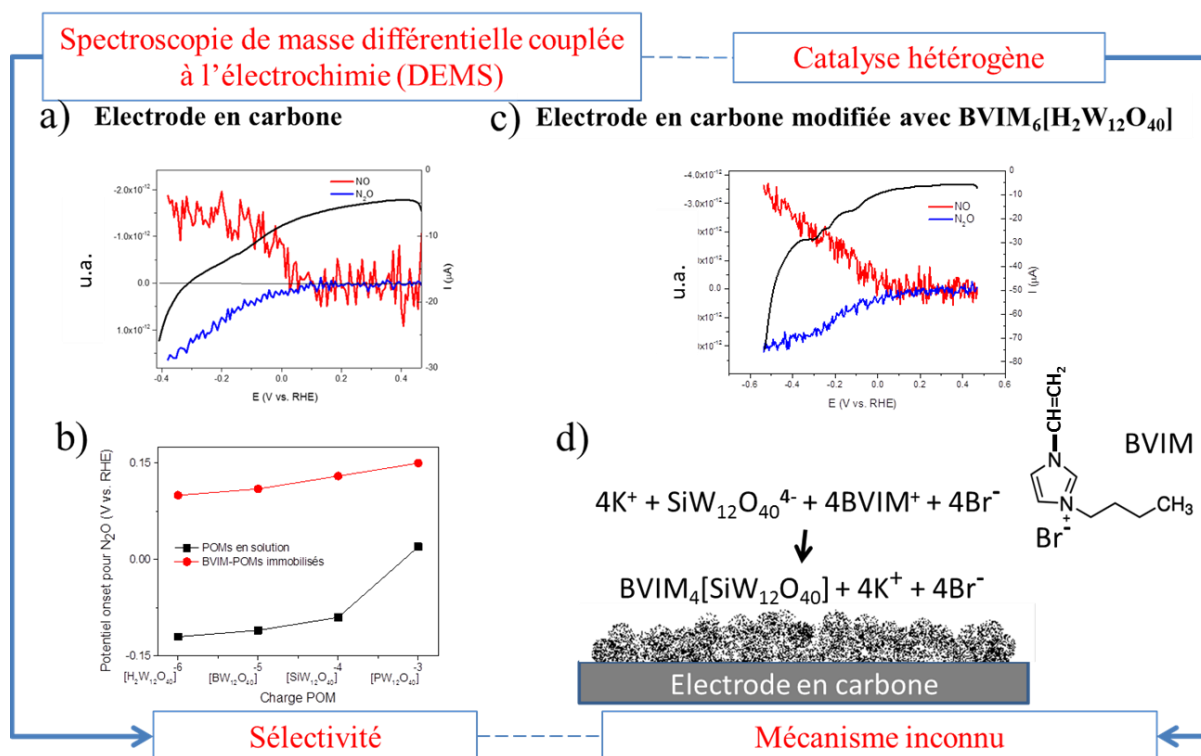 Spectroscopie de masse différentielle couplée
à l'électrochimie (DEMS)
Catalyse hétérogène
a) Electrode en carbone
-2.0x10⁻¹²
-1.0x10⁻¹²
0.0
1.0x10⁻¹²
u.a.
NO
N₂O
0
-10
-20
-30
I (µA)
-0.4 -0.2 0.0 0.2 0.4
E (V vs. RHE)
c) Electrode en carbone modifiée avec BVIM₆[H₂W₁₂O₄₀]
-4.0x10⁻¹²
-3.0x10⁻¹²
0.0
u.a.
NO
N₂O
0
-10
-20
-30
-40
-50
-60
-70
-80
I (µA)
-0.6 -0.4 -0.2 0.0 0.2 0.4 0.6
E (V vs. RHE)
b)
Potentiel onset pour N₂O (V vs. RHE)
0.15
0.00
-0.15
POMs en solution
BVIM-POMs immobilisés
-6 -5 -4 -3
[H₂W₁₂O₄₀] [BW₁₂O₄₀] [SiW₁₂O₄₀] [PW₁₂O₄₀]
Charge POM
d)
4K⁺ + SiW₁₂O₄₀⁴⁻ + 4BVIM⁺ + 4Br⁻
BVIM₄[SiW₁₂O₄₀] + 4K⁺ + 4Br⁻
Electrode en carbone
CH=CH₂
N
BVIM
N
+
CH₃
Br⁻
Sélectivité
Mécanisme inconnu